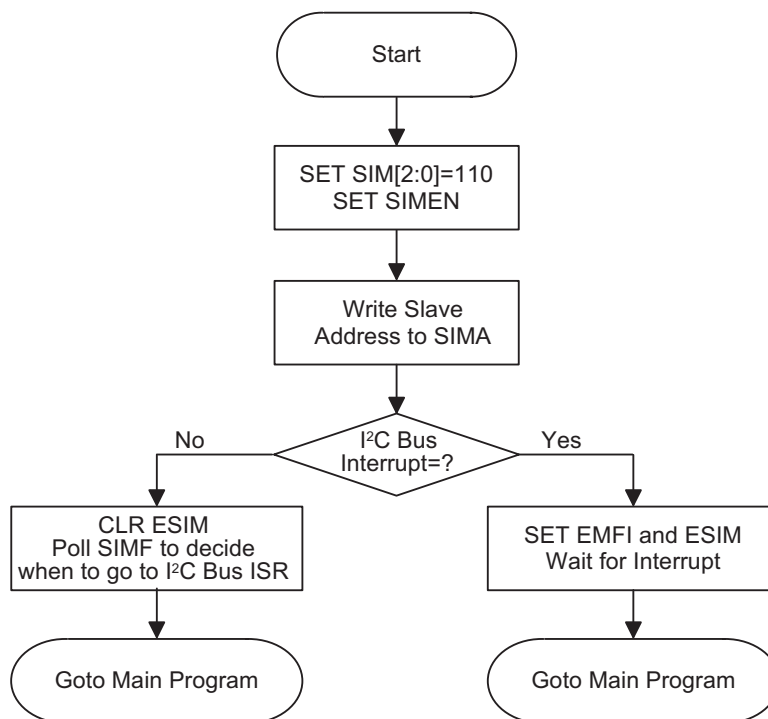 Start
SET SIM[2:0]=110
SET SIMEN
Write Slave
Address to SIMA
I²C Bus
Interrupt=?
No
Yes
CLR ESIM
Poll SIMF to decide
when to go to I²C Bus ISR
SET EMFI and ESIM
Wait for Interrupt
Goto Main Program
Goto Main Program